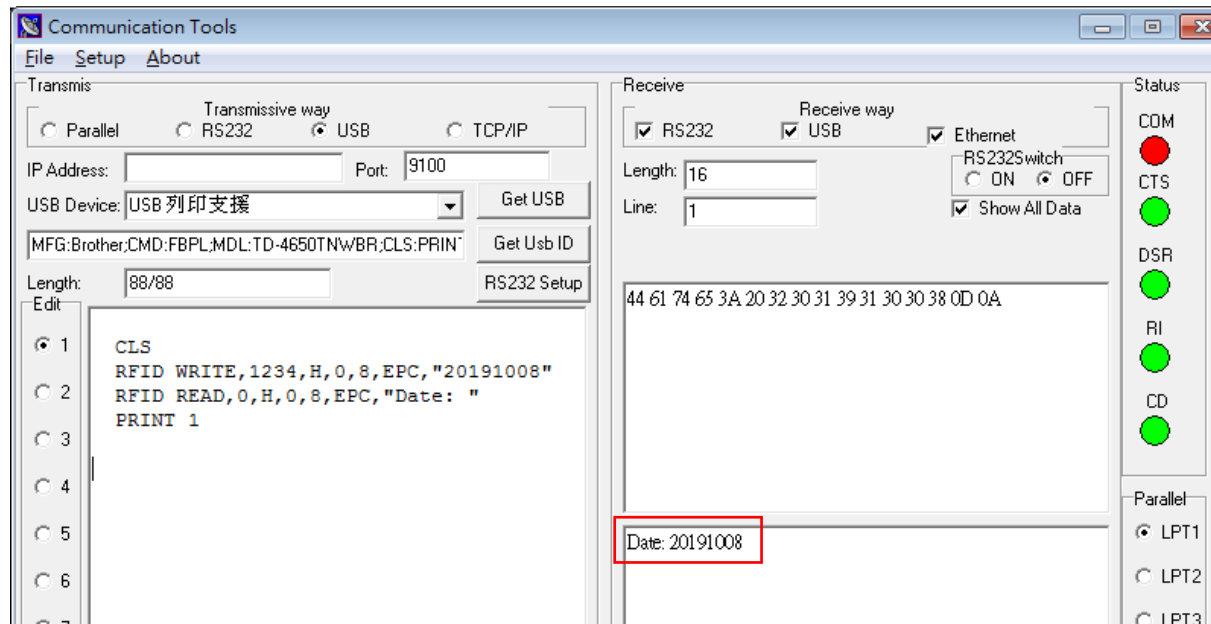 Communication Tools
File Setup About
Transmis
Transmissive way
Parallel RS232 USB TCP/IP
IP Address: Port: 9100
USB Device: USB 列印支援 Get USB
MFG:Brother;CMD:FBPL;MDL:TD-4650TNWBR;CLS:PRIN Get Usb ID
Length: 88/88 RS232 Setup
Edit
1
2
3
4
5
6
CLS
RFID WRITE,1234,H,0,8,EPC,"20191008"
RFID READ,0,H,0,8,EPC,"Date: "
PRINT 1
Receive
Receive way
RS232 USB Ethernet
Length: 16
RS232Switch
ON OFF
Line: 1 Show All Data
44 61 74 65 3A 20 32 30 31 39 31 30 30 38 0D 0A
Date: 20191008
Status
COM
CTS
DSR
RI
CD
Parallel
LPT1
LPT2
LPT3